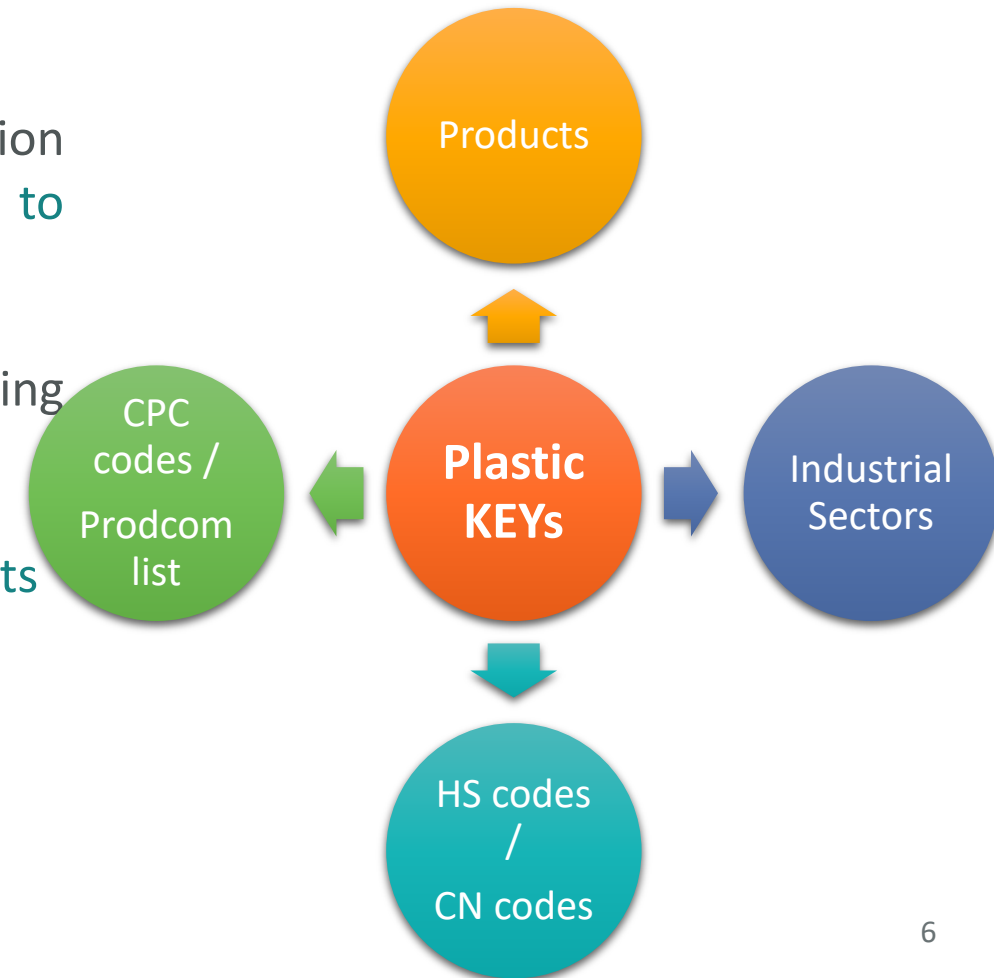 Products
ion
to
ing
CPC
codes /
Prodcom
list
Plastic
KEYs
Industrial
Sectors
ts
HS codes
/
CN codes
6